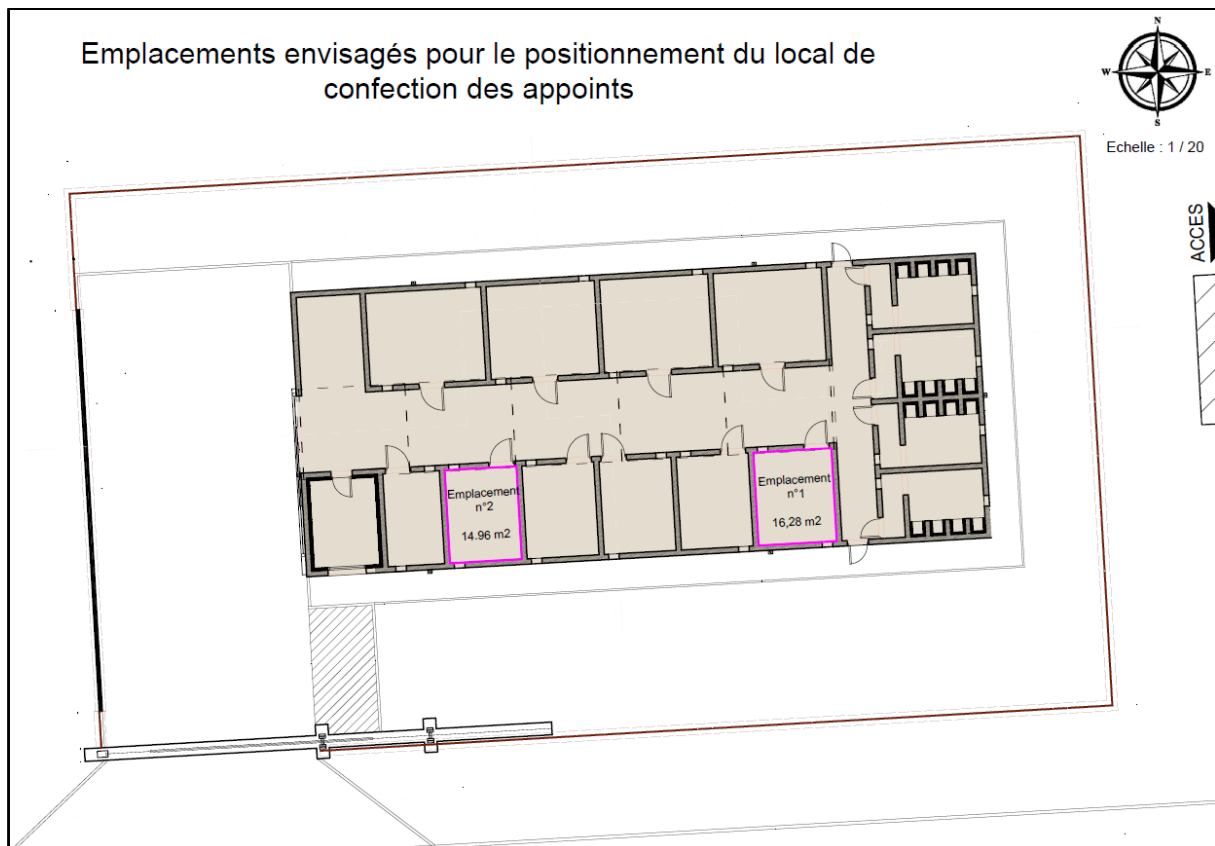 Emplacements envisagés pour le positionnement du local de
confection des appoints
N
W
E
S
Echelle : 1 / 20
ACCES
Emplacement
n°2
14.96 m2
Emplacement
n°1
16,28 m2